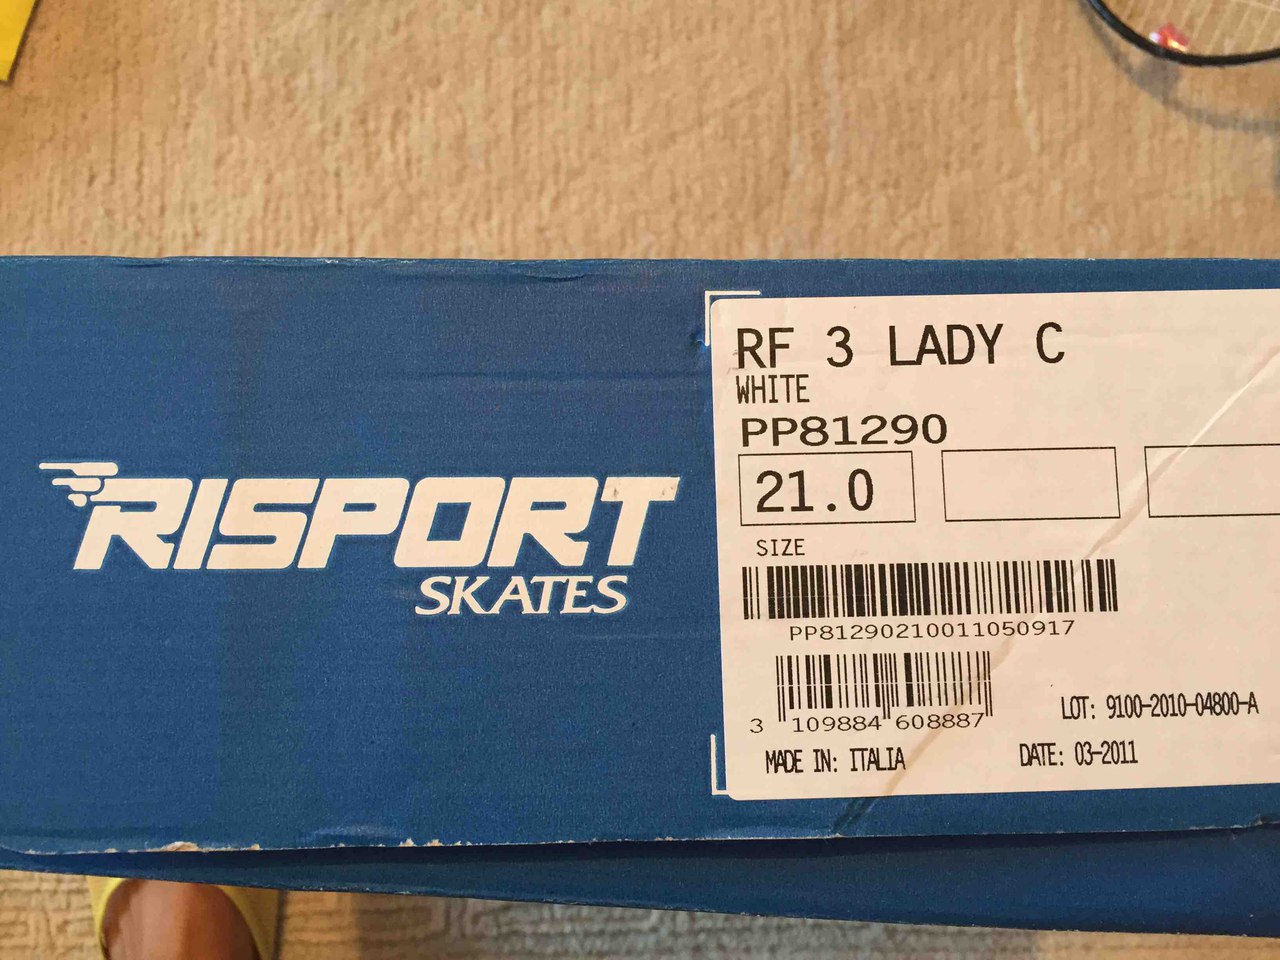 RISPORT
SKATES
RF 3 LADY C
WHITE
PP81290
21.0
SIZE
PP81290210011050917
3 109884 608887
LOT: 9100-2010-04800-A
MADE IN: ITALIA
DATE: 03-2011